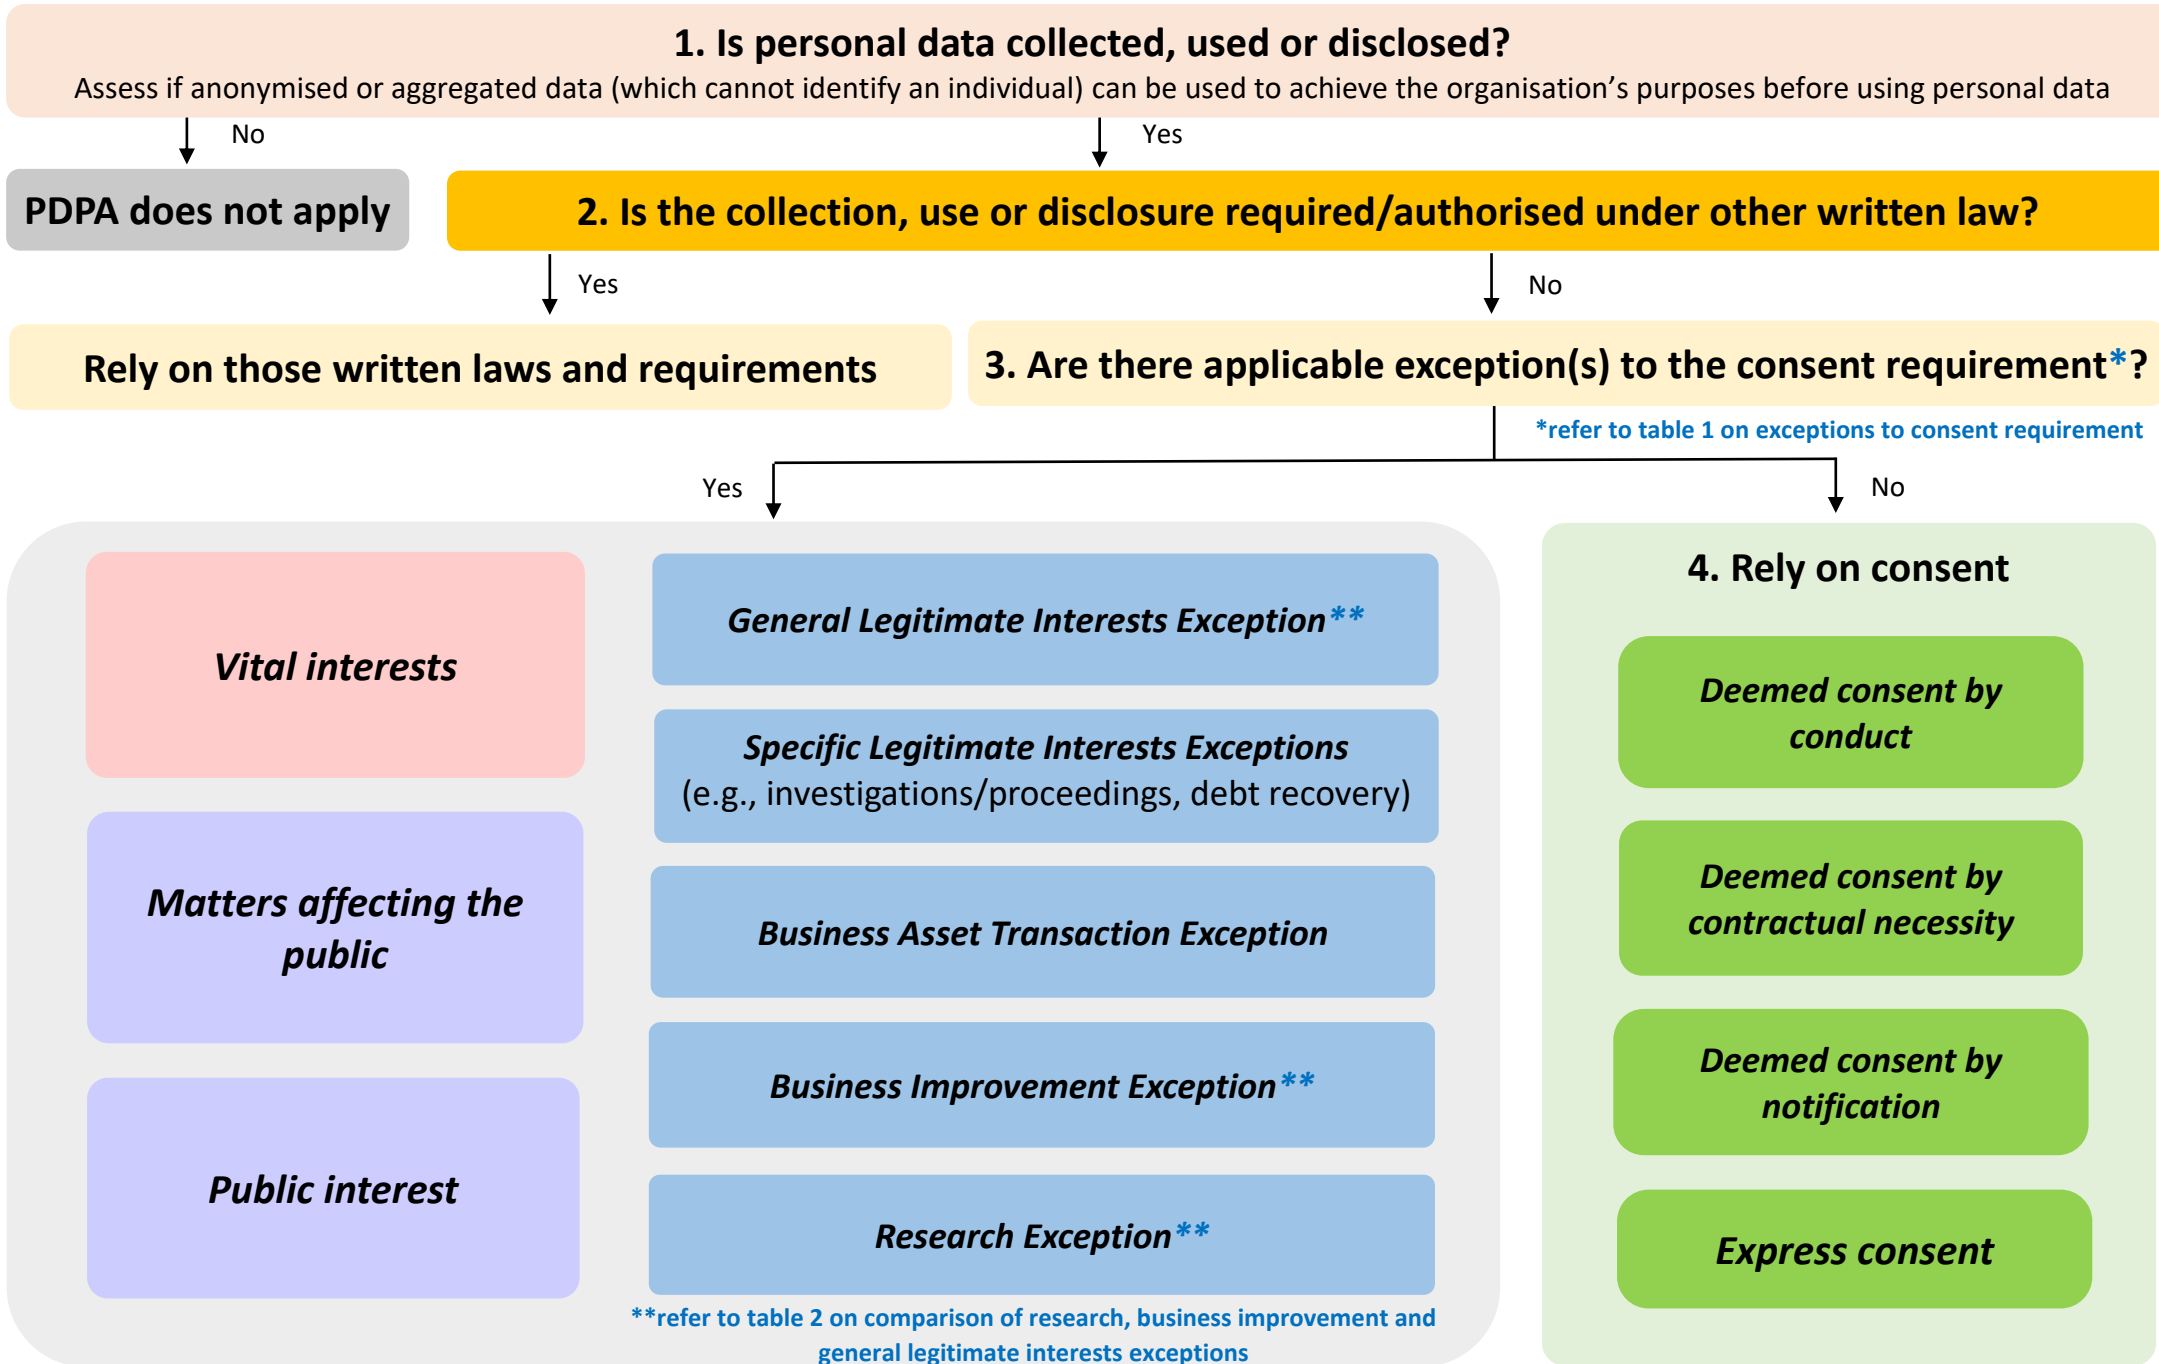 1. Is personal data collected, used or disclosed?
Assess if anonymised or aggregated data (which cannot identify an individual) can be used to achieve the organisation’s purposes before using personal data
No
Yes
PDPA does not apply
2. Is the collection, use or disclosure required/authorised under other written law?
Yes
No
Rely on those written laws and requirements
3. Are there applicable exception(s) to the consent requirement*?
*refer to table 1 on exceptions to consent requirement
Yes
No
Vital interests
Matters affecting the
public
Public interest
General Legitimate Interests Exception**
Specific Legitimate Interests Exceptions
(e.g., investigations/proceedings, debt recovery)
Business Asset Transaction Exception
Business Improvement Exception**
Research Exception**
**refer to table 2 on comparison of research, business improvement and
general legitimate interests exceptions
4. Rely on consent
Deemed consent by
conduct
Deemed consent by
contractual necessity
Deemed consent by
notification
Express consent